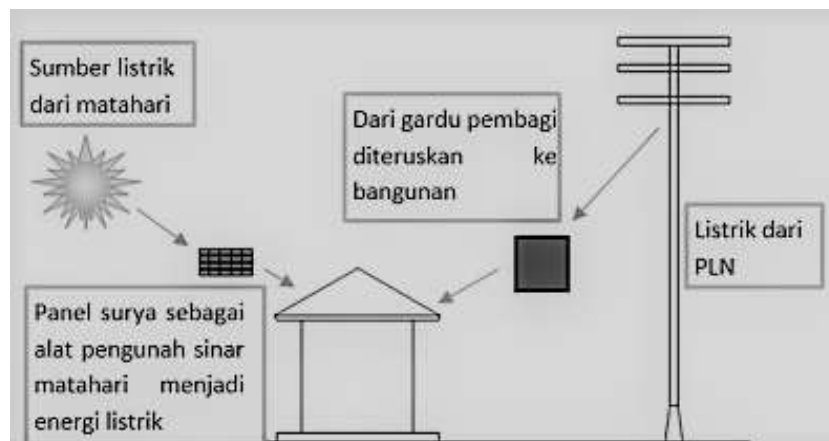 Sumber listrik
dari matahari
Dari gardu pembagi
diteruskan ke
bangunan
Listrik dari
PLN
Panel surya sebagai
alat pengunah sinar
matahari menjadi
energi listrik